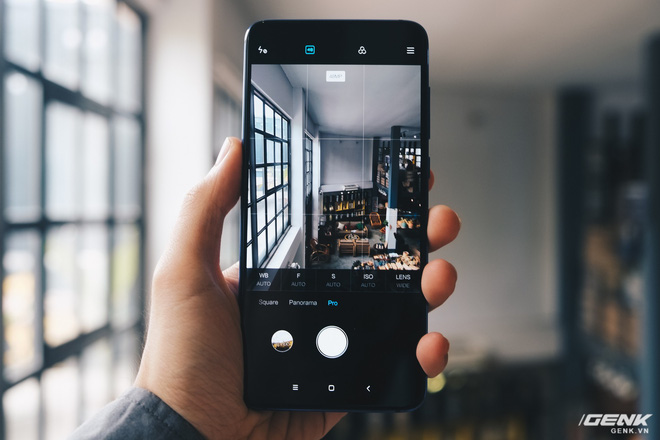 WB F S ISO LENS
AUTO AUTO AUTO AUTO WIDE
Square Panorama Pro
GENK
GENK.VN